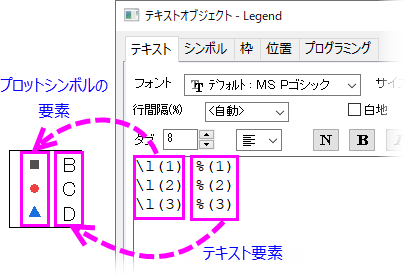 テキストオブジェクト - Legend
テキスト シンボル 枠 位置 プログラミング
フォント デフォルト: MS Pゴシック サイ
行間隔(%) <自動> 白地
タブ 8 N B
\l(1) %(1)
\l(2) %(2)
\l(3) %(3)
プロットシンボルの
要素
B
C
D
テキスト要素